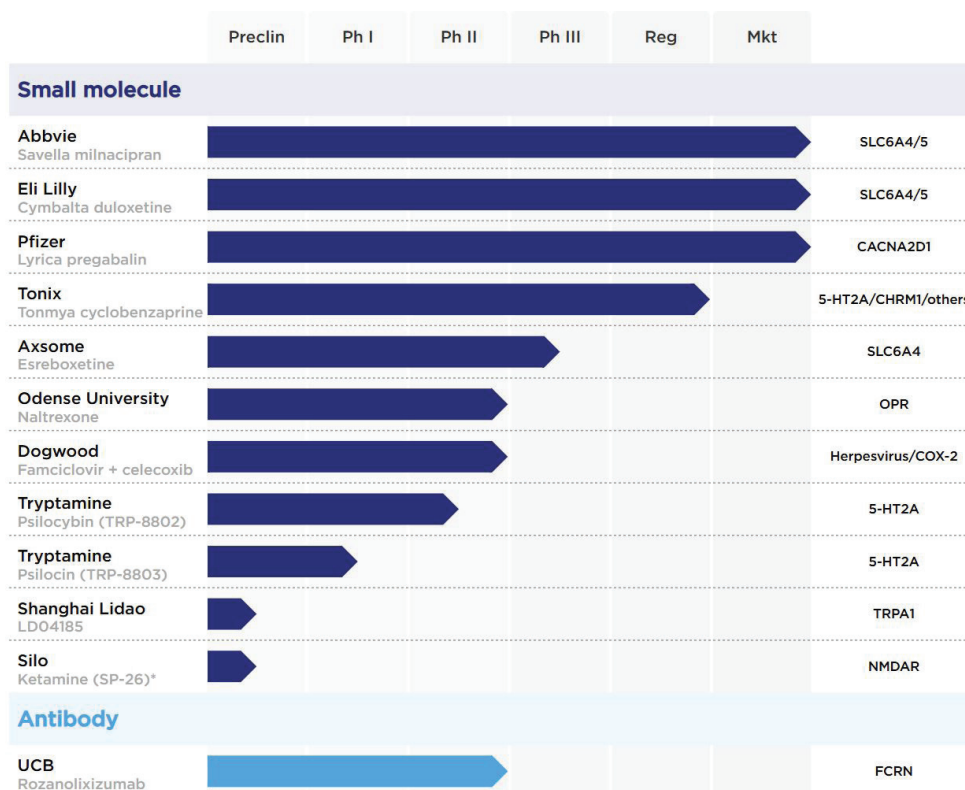 Preclin Ph I Ph II Ph III Reg Mkt
Small molecule
Abbvie
Savella milnacipran
SLC6A4/5
Eli Lilly
Cymbalta duloxetine
SLC6A4/5
Pfizer
Lyrica pregabalin
CACNA2D1
Tonix
Tonmya cyclobenzaprine
5-HT2A/CHRM1/others
Axsome
Esreboxetine
SLC6A4
Odense University
Naltrexone
OPR
Dogwood
Famciclovir + celecoxib
Herpesvirus/COX-2
Tryptamine
Psilocybin (TRP-8802)
5-HT2A
Tryptamine
Psilocin (TRP-8803)
5-HT2A
Shanghai Lidao
LD04185
TRPA1
Silo
Ketamine (SP-26)*
NMDAR
Antibody
UCB
Rozanolixizumab
FCRN